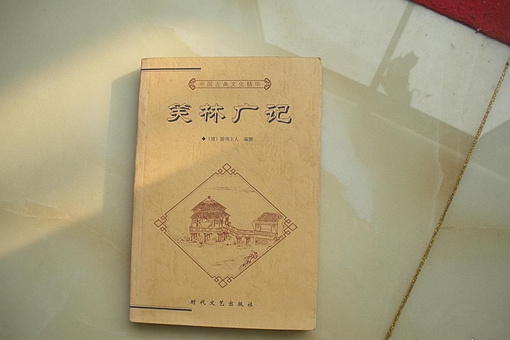 中国古典文化精华
笑林广记
◆（清）游戏主人 编撰
时代文艺出版社